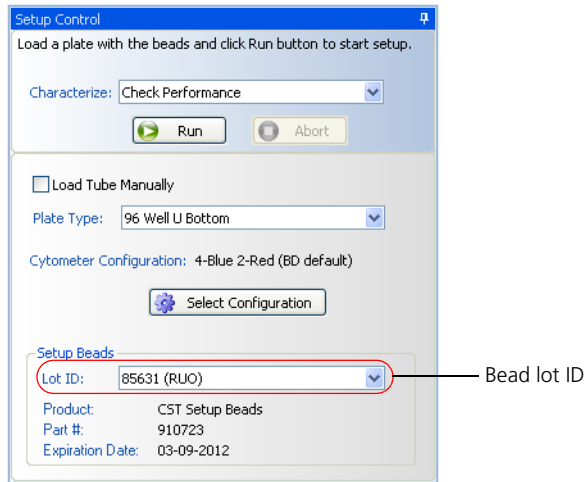 Setup Control
Load a plate with the beads and click Run button to start setup.
Characterize: Check Performance
Run Abort
Load Tube Manually
Plate Type: 96 Well U Bottom
Cytometer Configuration: 4-Blue 2-Red (BD default)
Select Configuration
Setup Beads
Lot ID: 85631 (RUO) Bead lot ID
Product: CST Setup Beads
Part #: 910723
Expiration Date: 03-09-2012